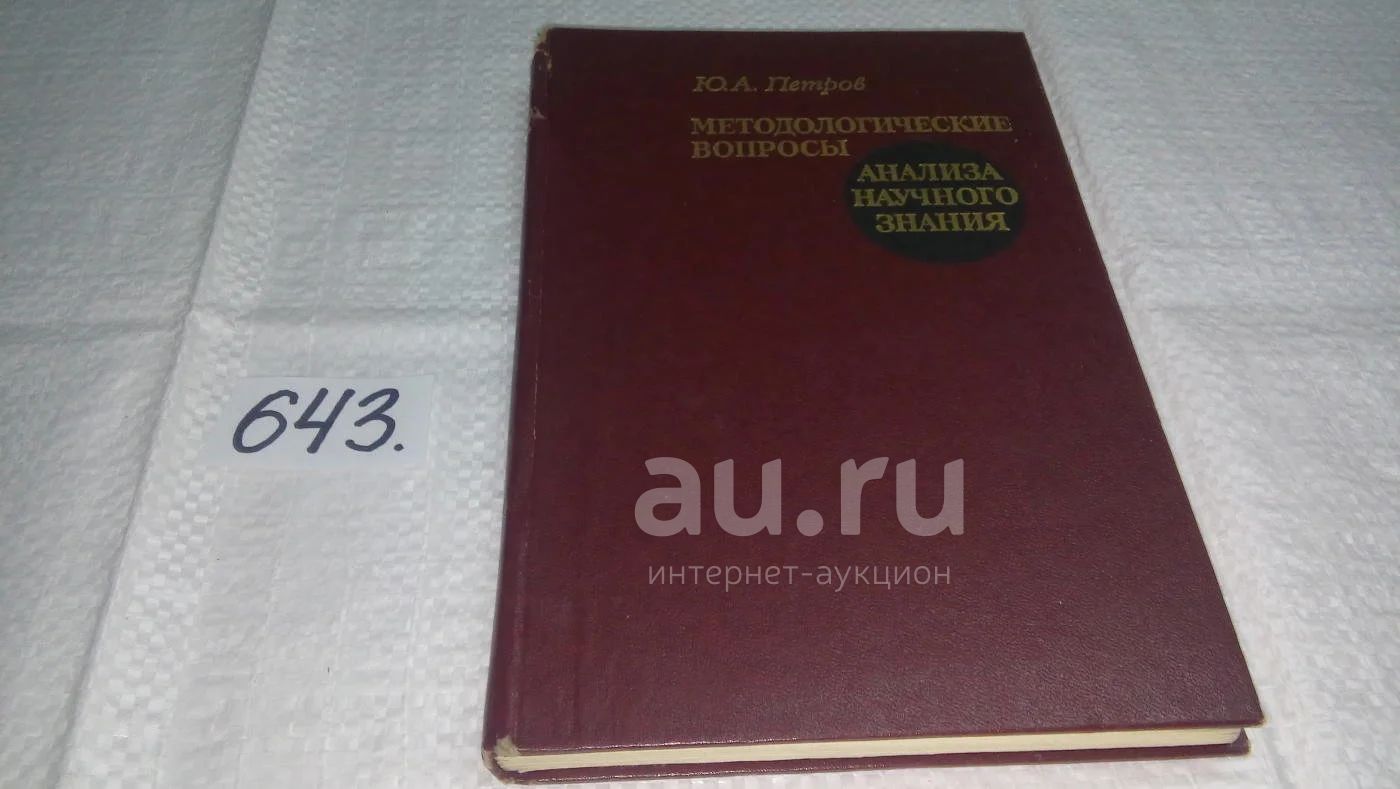 Ю.А. Петров
МЕТОДОЛОГИЧЕСКИЕ
ВОПРОСЫ
АНАЛИЗА
НАУЧНОГО
ЗНАНИЯ
643.
au.ru
интернет-аукцион